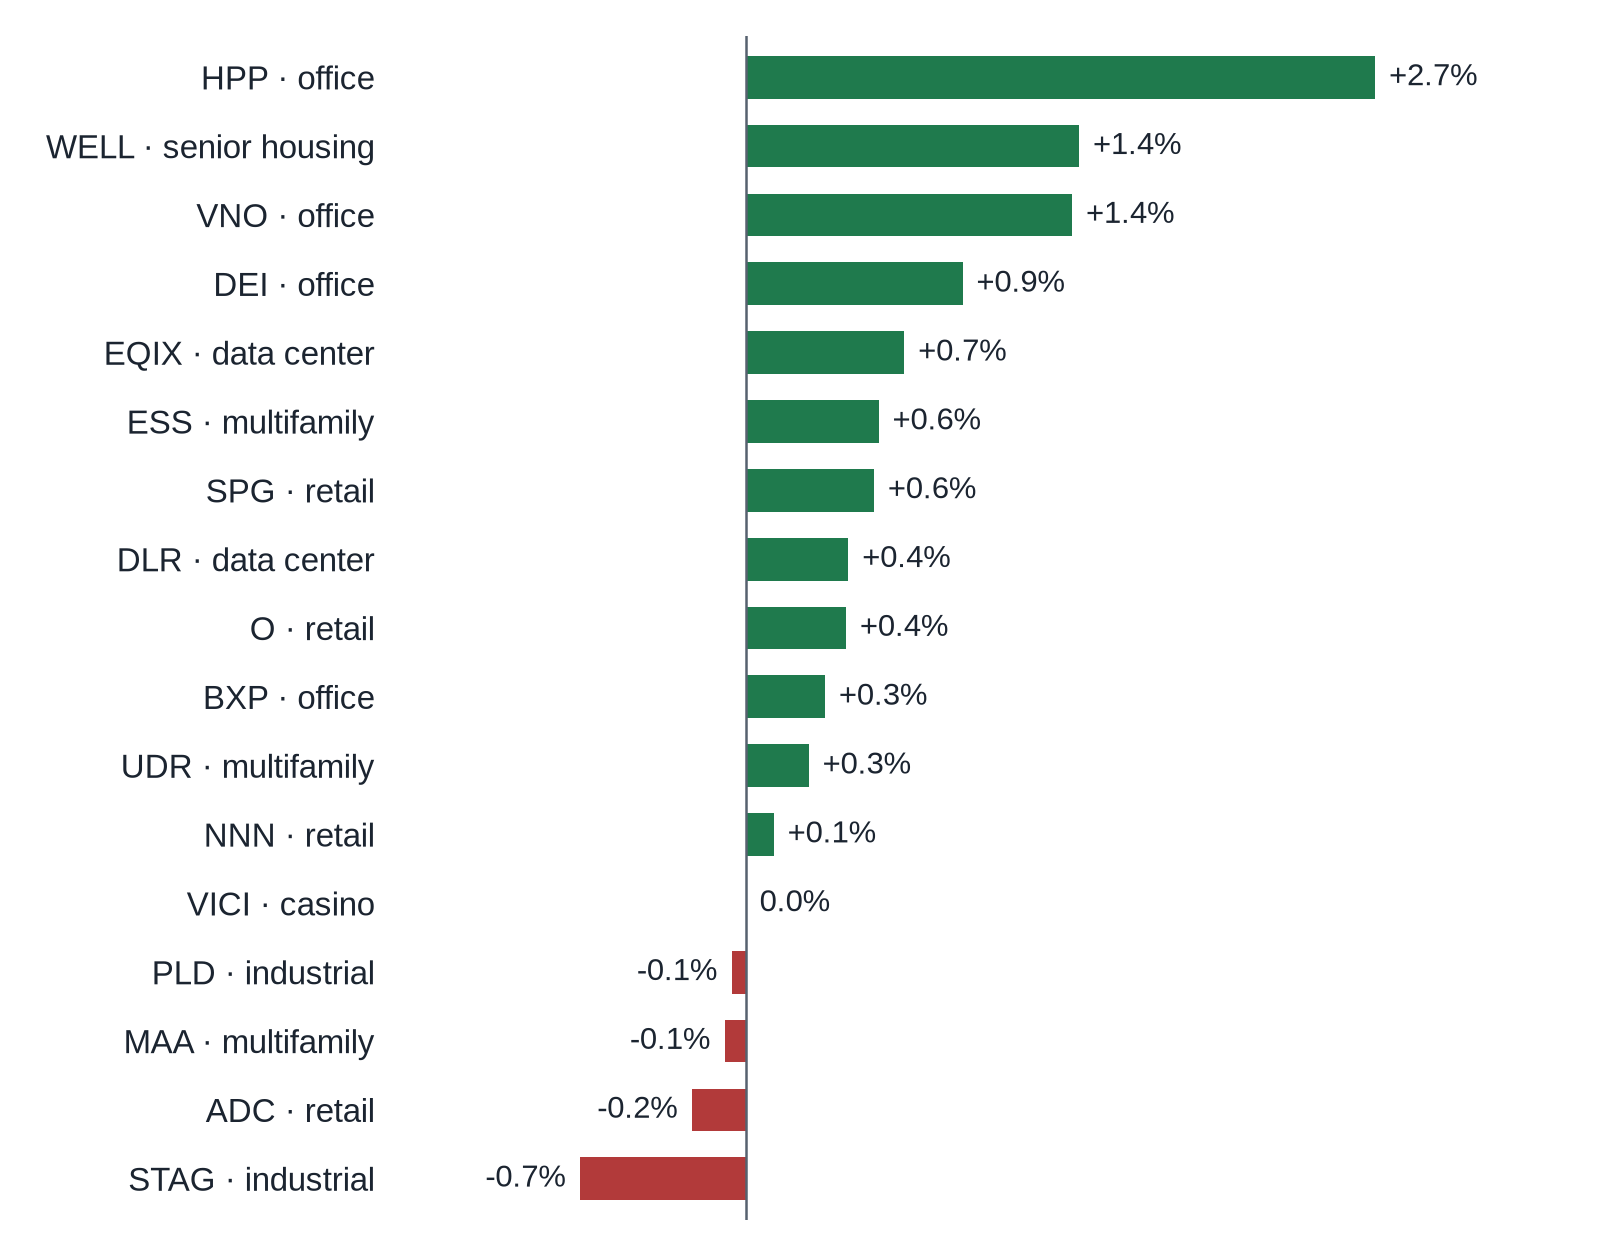 HPP · office +2.7%
WELL · senior housing +1.4%
VNO · office +1.4%
DEI · office +0.9%
EQIX · data center +0.7%
ESS · multifamily +0.6%
SPG · retail +0.6%
DLR · data center +0.4%
O · retail +0.4%
BXP · office +0.3%
UDR · multifamily +0.3%
NNN · retail +0.1%
VICI · casino 0.0%
PLD · industrial -0.1%
MAA · multifamily -0.1%
ADC · retail -0.2%
STAG · industrial -0.7%